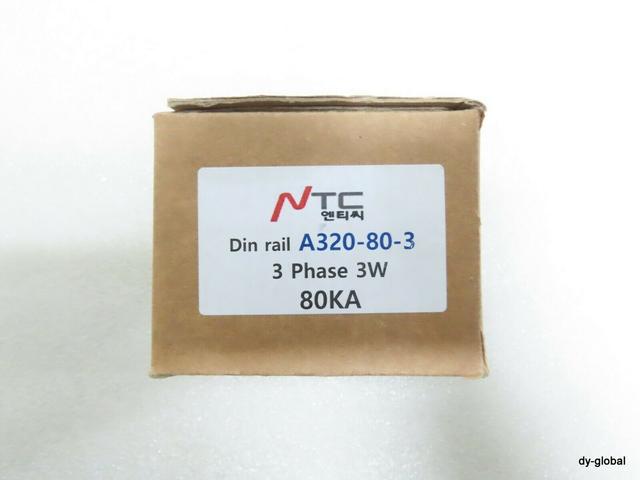 NTC
엔티씨
Din rail A320-80-3
3 Phase 3W
80KA
dy-global